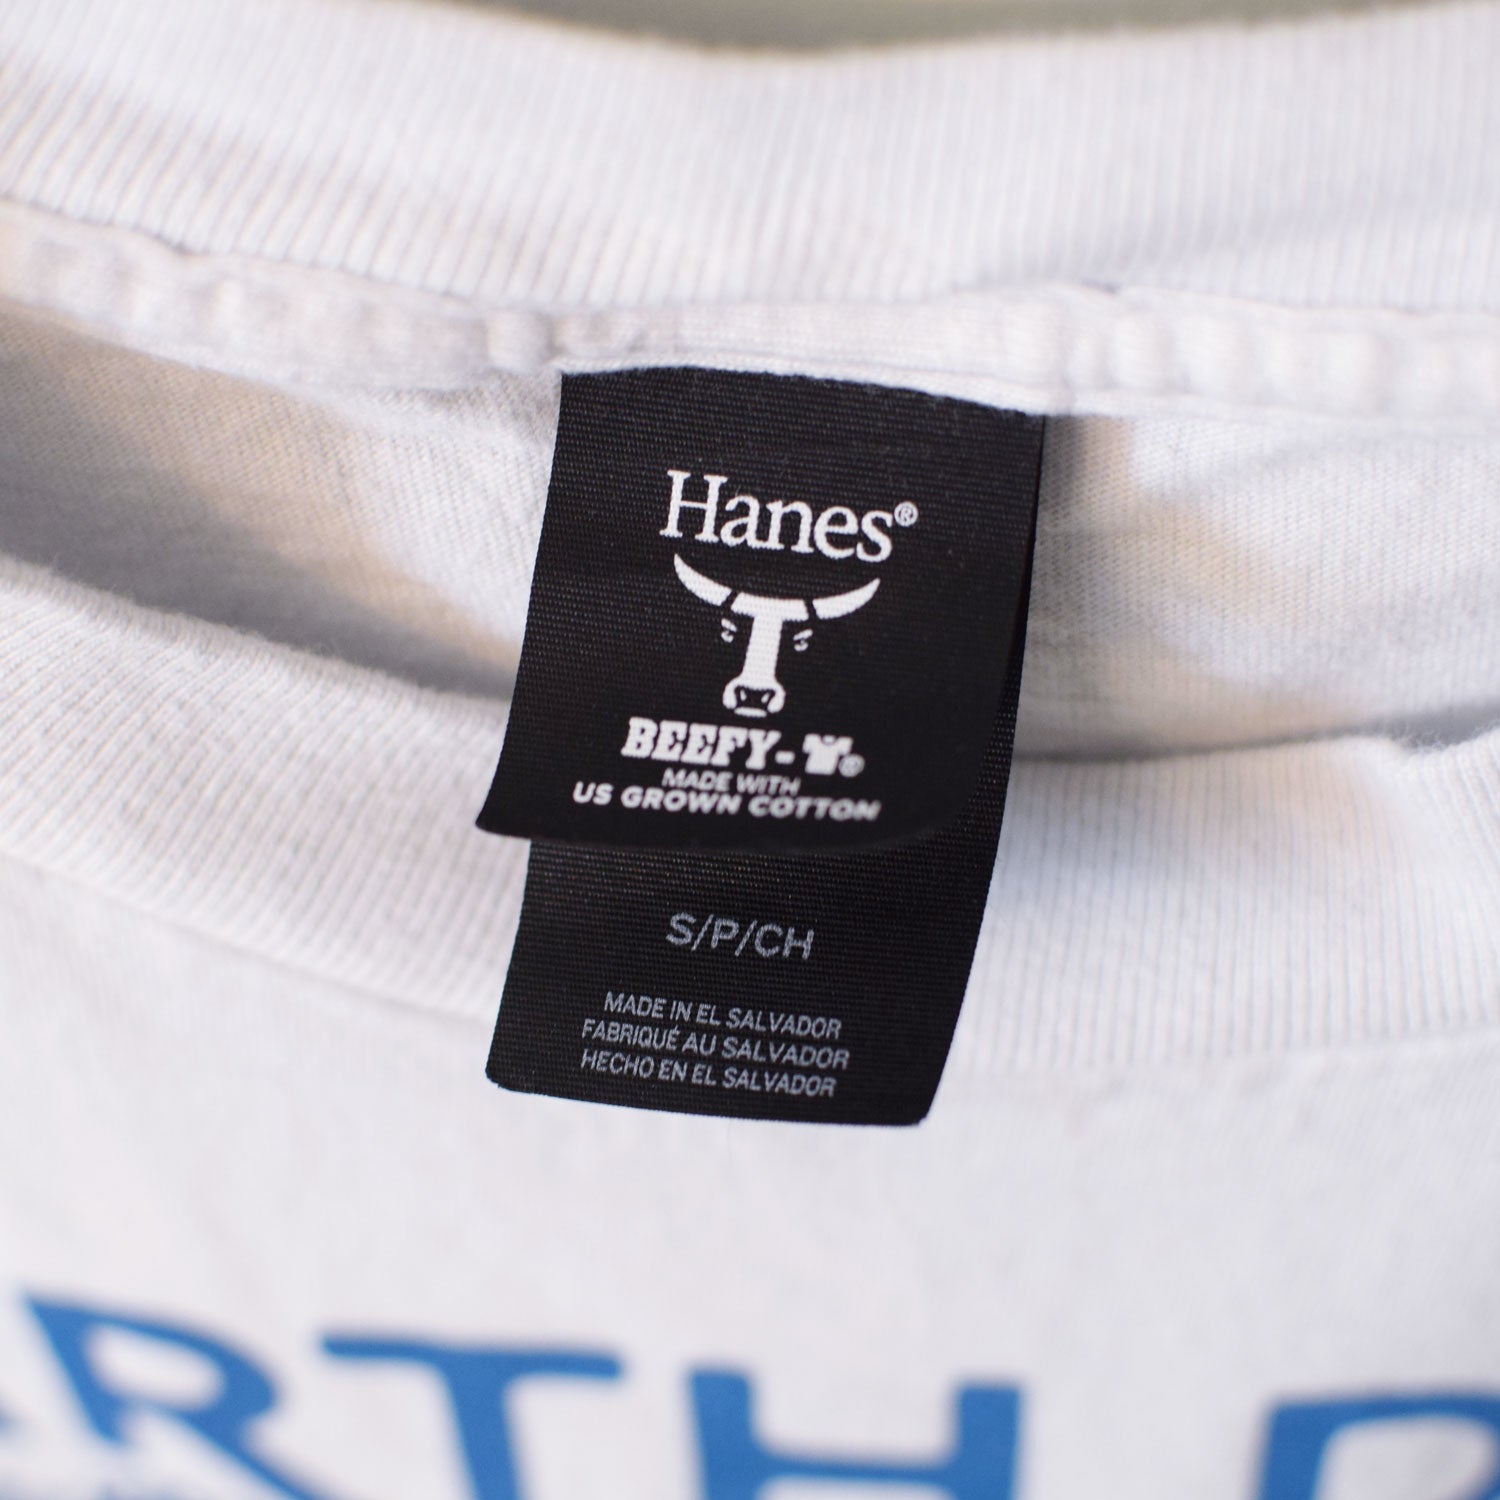 Hanes®
BEEFY-®
MADE WITH
US GROWN COTTON
S/P/CH
MADE IN EL SALVADOR
FABRIQUÉ AU SALVADOR
HECHO EN EL SALVADOR
RTH